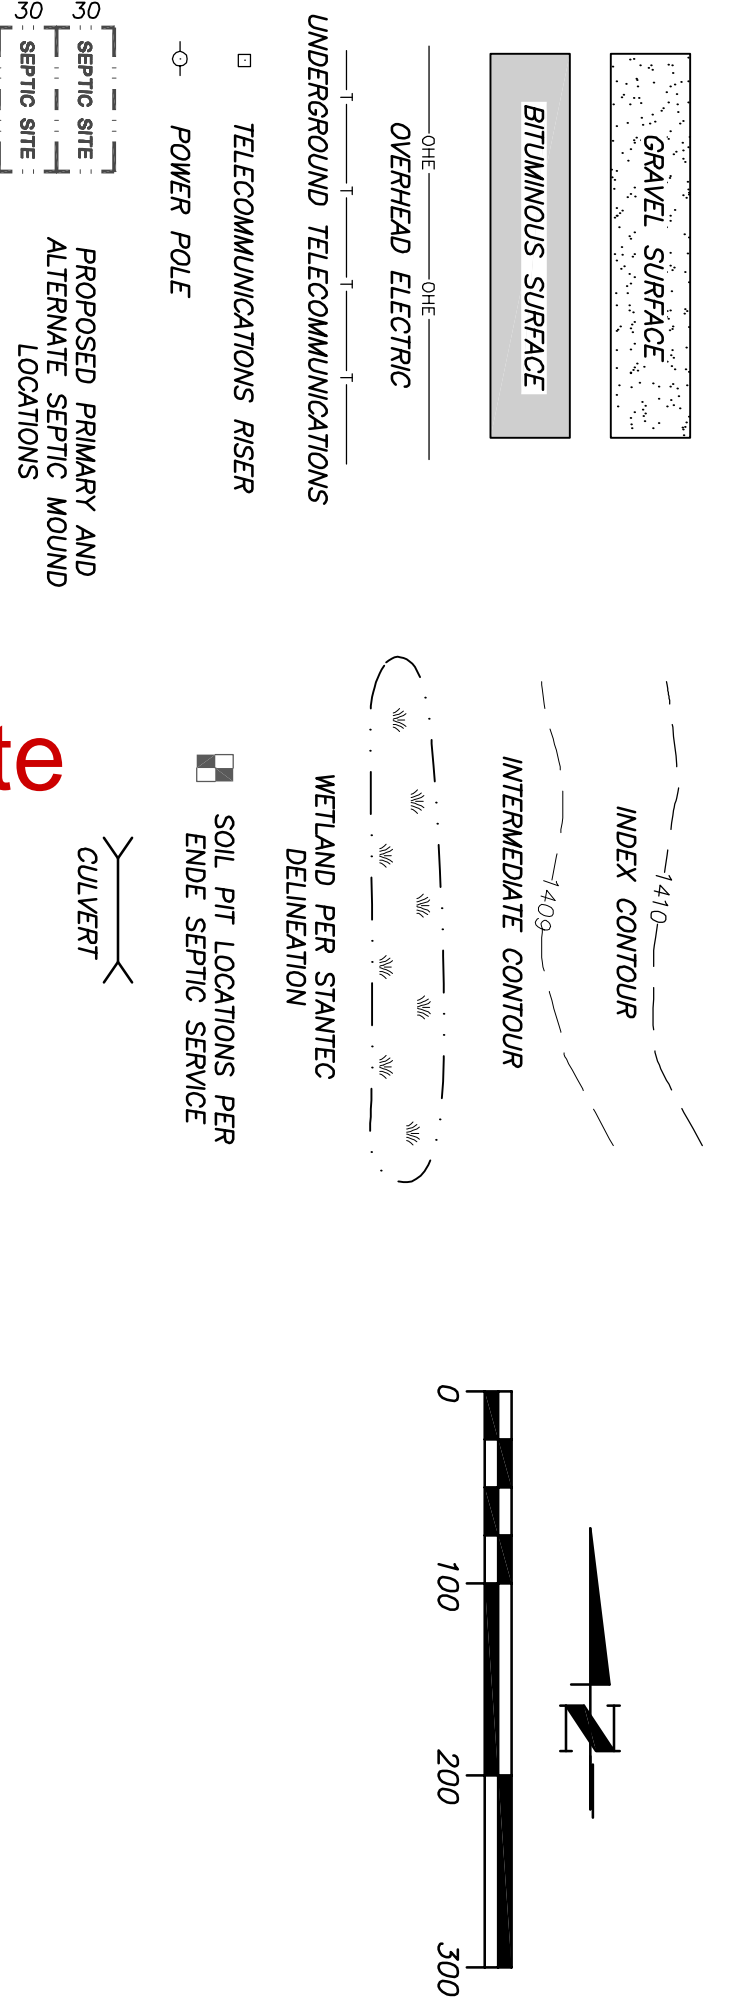 GRAVEL SURFACE
BITUMINOUS SURFACE
OHE
OHE
OVERHEAD ELECTRIC
T
T
T
T
UNDERGROUND TELECOMMUNICATIONS
TELECOMMUNICATIONS RISER
POWER POLE
30
SEPTIC SITE
30
SEPTIC SITE
PROPOSED PRIMARY AND
ALTERNATE SEPTIC MOUND
LOCATIONS
1410
INDEX CONTOUR
1409
INTERMEDIATE CONTOUR
WETLAND PER STANTEC
DELINEATION
SOIL PIT LOCATIONS PER
ENDE SEPTIC SERVICE
CULVERT
te
N
0 100 200 300